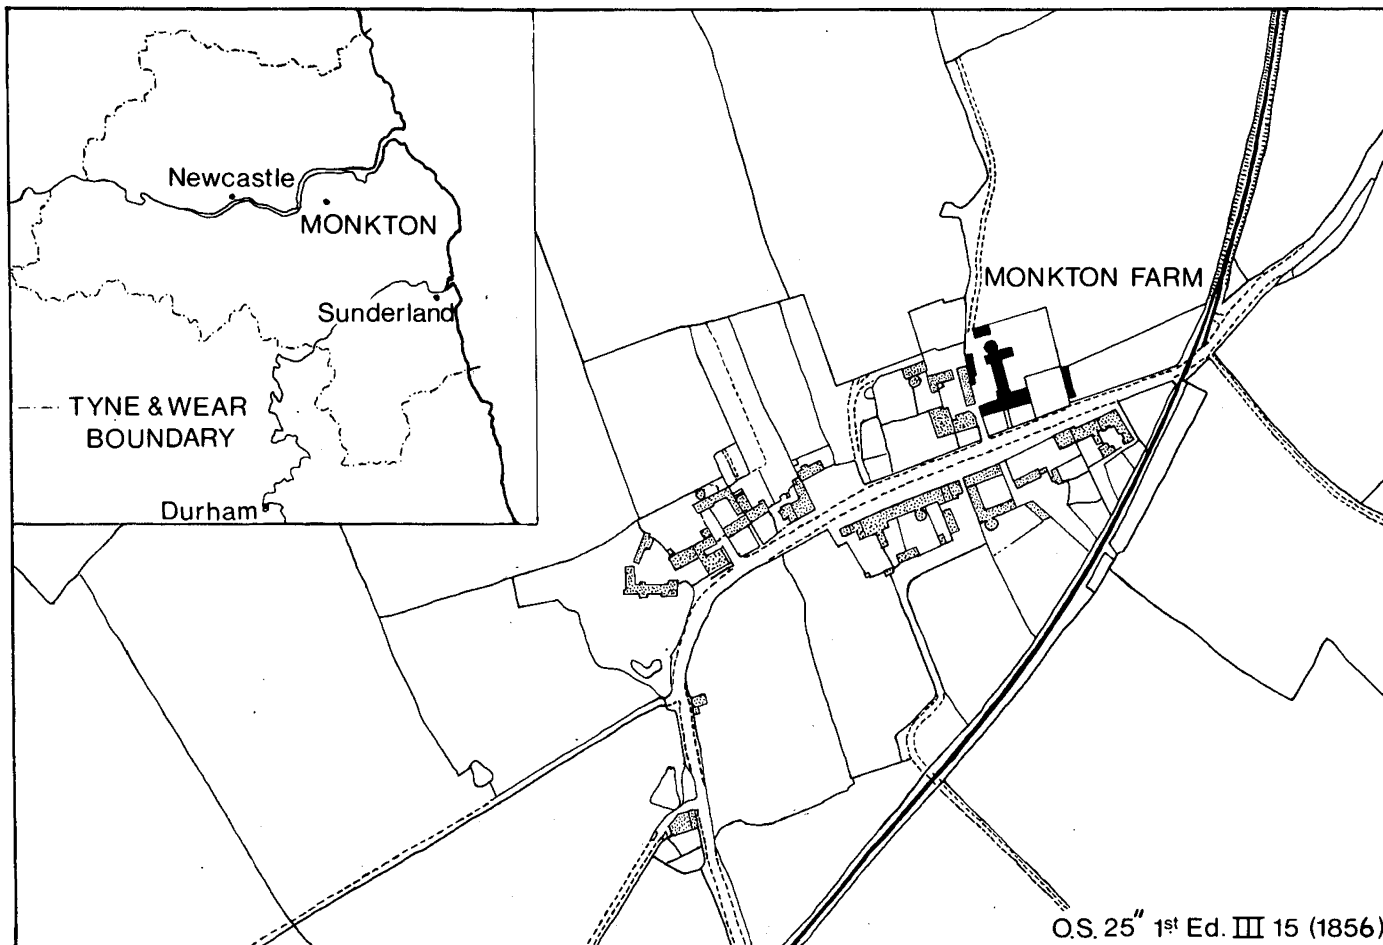 Newcastle
MONKTON
Sunderland
TYNE & WEAR
BOUNDARY
Durham
MONKTON FARM
O.S. 25" 1st Ed. III 15 (1856)